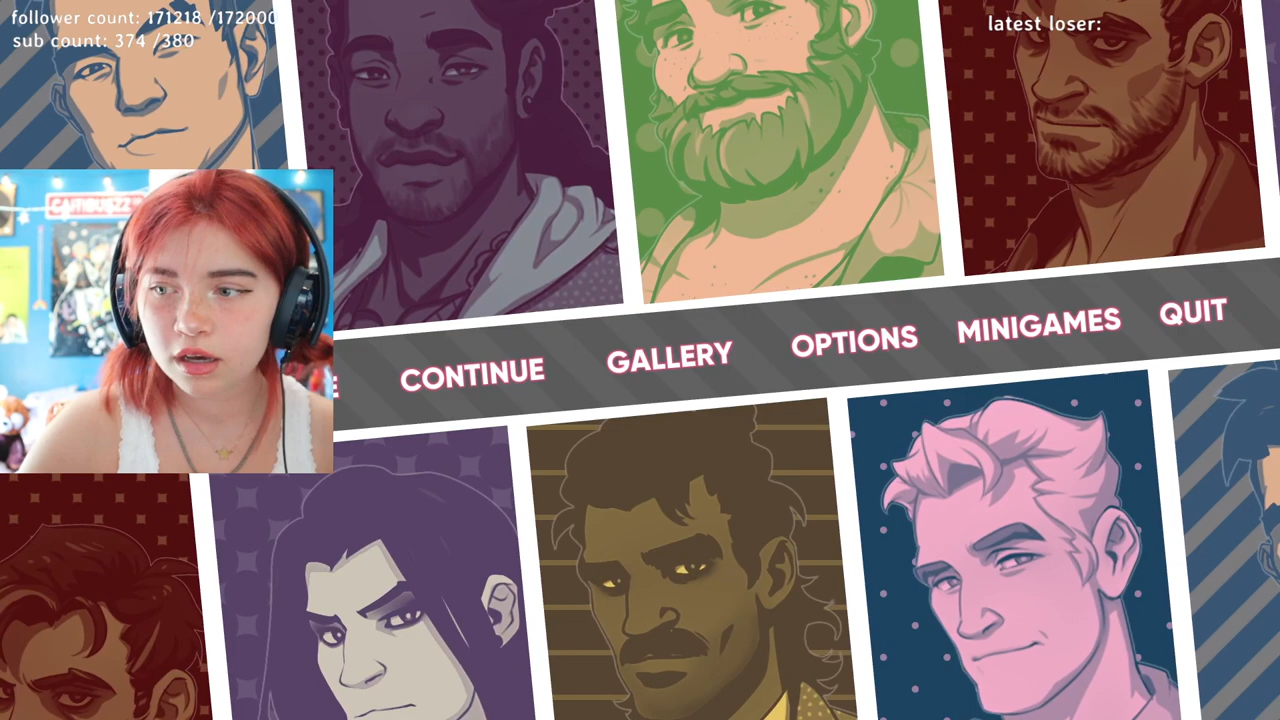 follower count: 171218 /172000
sub count: 374 /380
latest loser:
CONTINUE
GALLERY
OPTIONS
MINIGAMES
QUIT